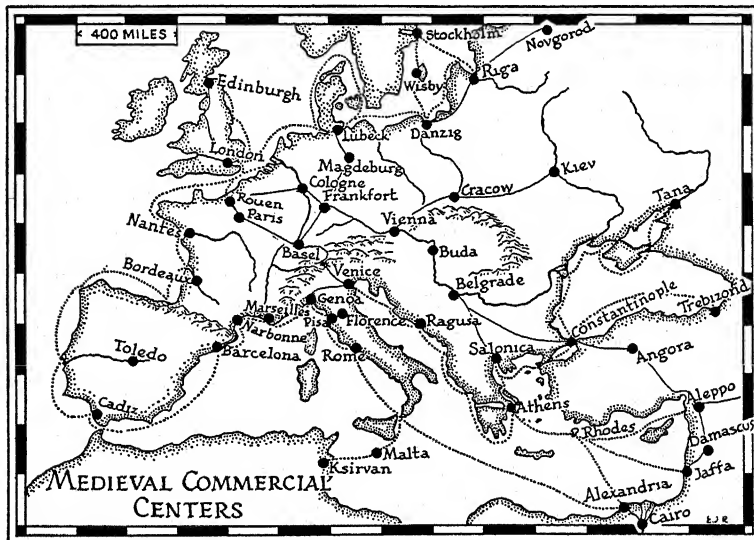 400 MILES
Stockholm
Novgorod
Edinburgh
Wisby
Riga
Lübeck
Danzig
London
Magdeburg
Cologne
Kiev
Rouen
Frankfort
Cracow
Paris
Tana
Nantes
Vienna
Basel
Buda
Bordeaux
Venice
Belgrade
Trebizond
Genoa
Constantinople
Marseilles
Narbonne
Pisa
Florence
Ragusa
Toledo
Barcelona
Rome
Salonica
Angora
Cadiz
Athens
Aleppo
Rhodes
Damascus
Malta
Ksirvan
Jaffa
MEDIEVAL COMMERCIAL
CENTERS
Alexandria
Cairo
E.J.R.